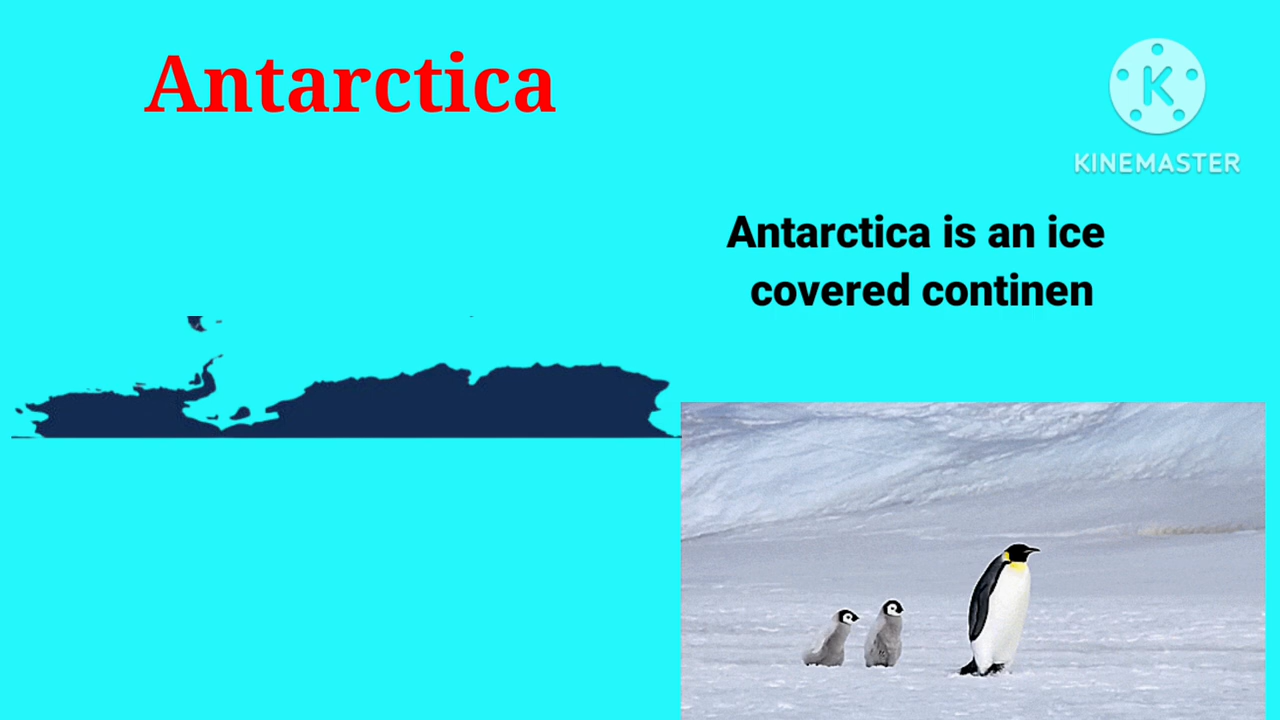 Antarctica
K
KINEMASTER
Antarctica is an ice
covered continen